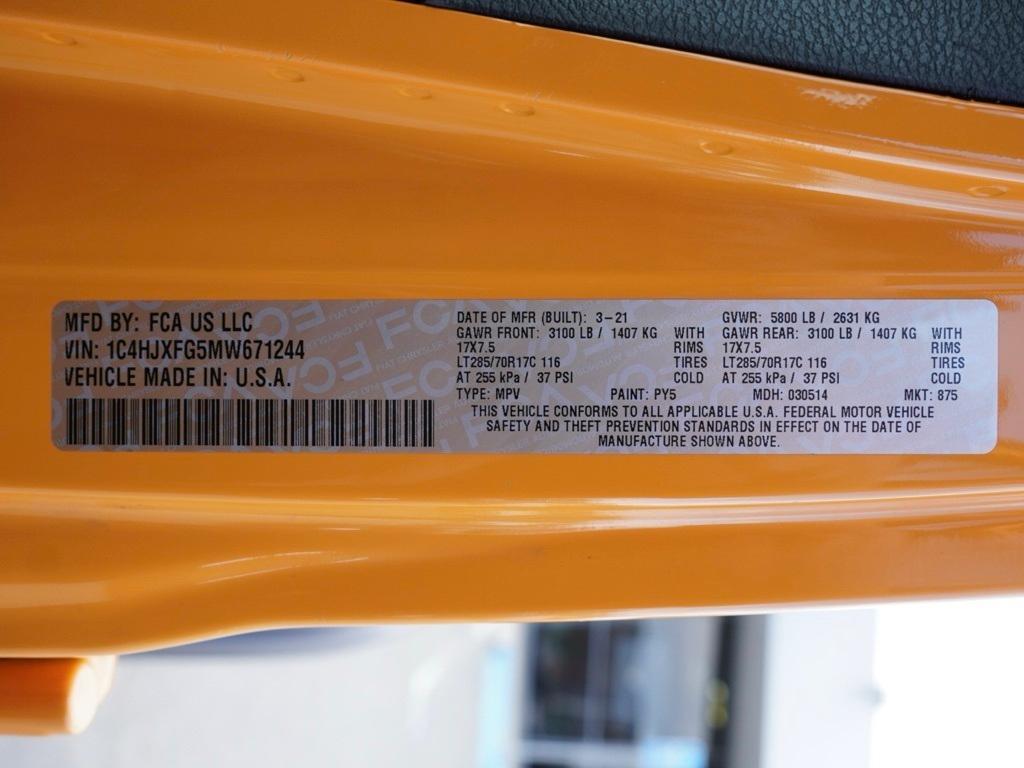 MFD BY: FCA US LLC
VIN: 1C4HJXFG5MW671244
VEHICLE MADE IN: U.S.A.
DATE OF MFR (BUILT): 3-21 GVWR: 5800 LB / 2631 KG
GAWR FRONT: 3100 LB / 1407 KG WITH GAWR REAR: 3100 LB / 1407 KG WITH
17X7.5 RIMS 17X7.5 RIMS
LT285/70R17C 116 TIRES LT285/70R17C 116 TIRES
AT 255 kPa / 37 PSI COLD AT 255 kPa / 37 PSI COLD
TYPE: MPV PAINT: PY5 MDH: 030514 MKT: 875
THIS VEHICLE CONFORMS TO ALL APPLICABLE U.S.A. FEDERAL MOTOR VEHICLE
SAFETY AND THEFT PREVENTION STANDARDS IN EFFECT ON THE DATE OF
MANUFACTURE SHOWN ABOVE.